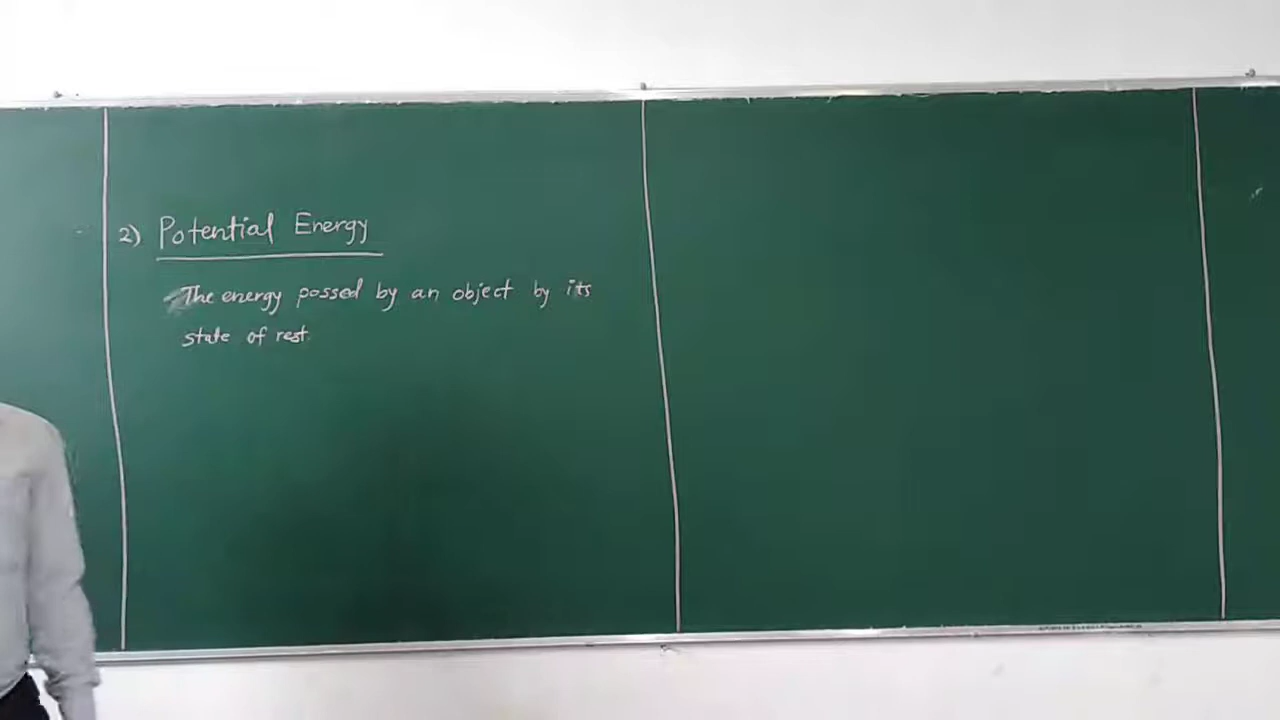 2) Potential Energy
The energy possed by an object by its
state of rest.